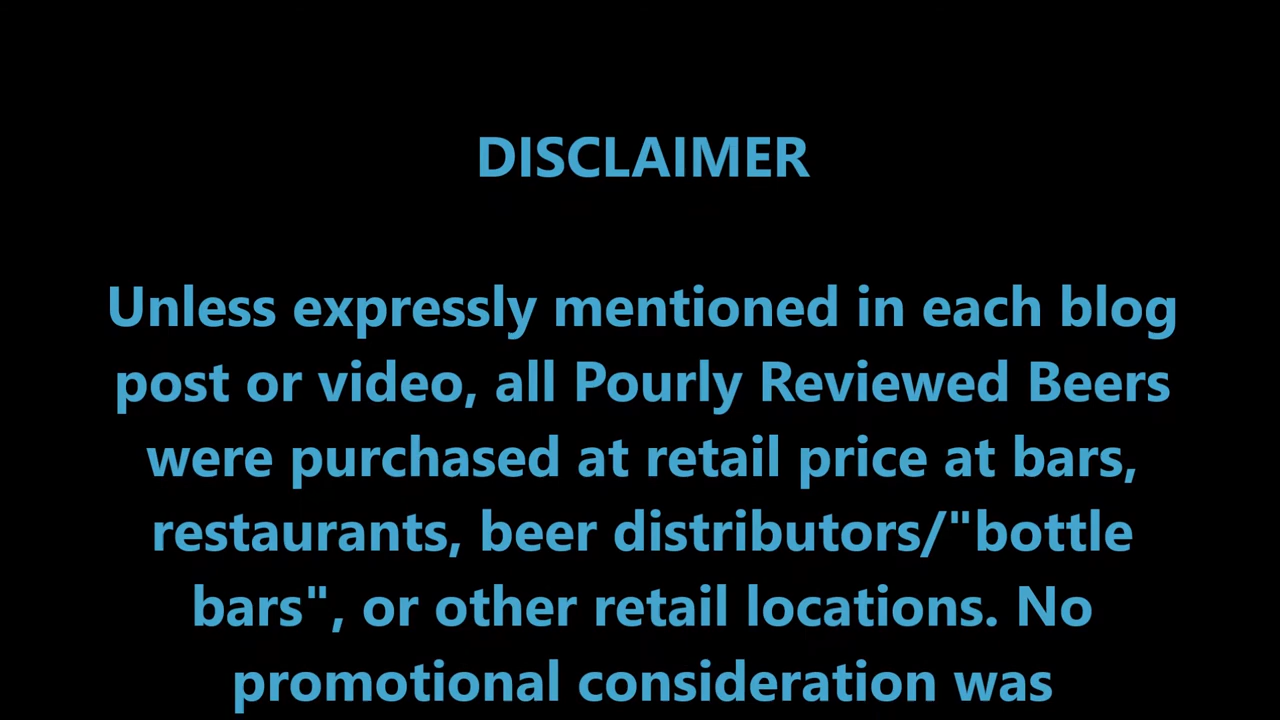 DISCLAIMER
Unless expressly mentioned in each blog
post or video, all Pourly Reviewed Beers
were purchased at retail price at bars,
restaurants, beer distributors/"bottle
bars", or other retail locations. No
promotional consideration was